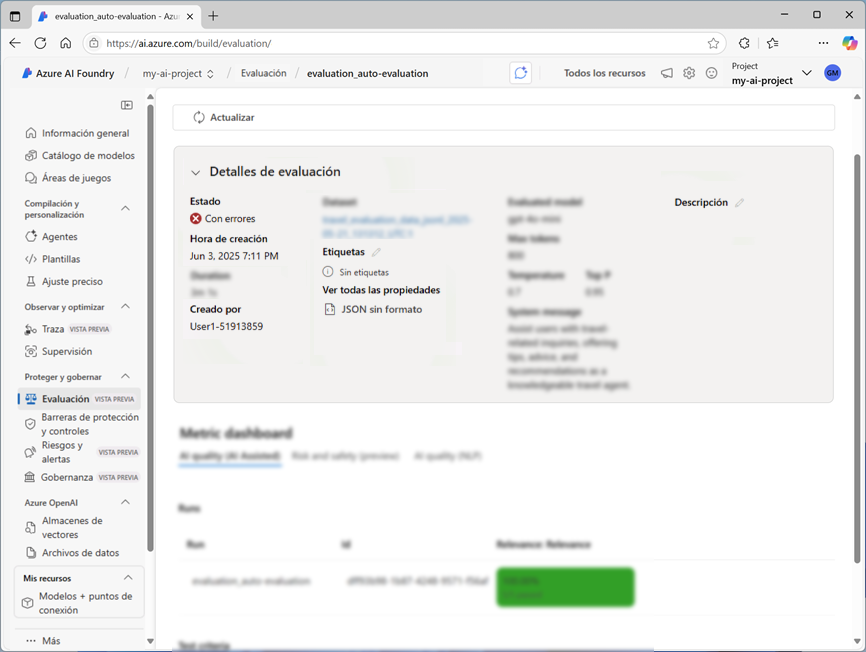 evaluation_auto-evaluation - Azu
https://ai.azure.com/build/evaluation/
Azure AI Foundry / my-ai-project / Evaluación / evaluation_auto-evaluation
Todos los recursos
Project
my-ai-project
GM
Información general
Catálogo de modelos
Áreas de juegos
Compilación y
personalización
Agentes
Plantillas
Ajuste preciso
Observar y optimizar
Traza VISTA PREVIA
Supervisión
Proteger y gobernar
Evaluación VISTA PREVIA
Barreras de protección
y controles
Riesgos y
alertas
VISTA PREVIA
Gobernanza VISTA PREVIA
Azure OpenAI
Almacenes de
vectores
Archivos de datos
Mis recursos
Modelos + puntos de
conexión
Más
Actualizar
Detalles de evaluación
Estado
Con errores
Hora de creación
Jun 3, 2025 7:11 PM
Duration
Creado por
User1-51913859
Dataset
Etiquetas
Sin etiquetas
Ver todas las propiedades
JSON sin formato
Evaluated model
gpt-4o-mini
Max tokens
800
Temperature
Top P
0.7
0.95
System message
Assist users with travel-
related inquiries, offering
tips, advice, and
recommendations as a
knowledgeable travel agent.
Descripción
Metric dashboard
AI quality (AI Assisted)
Risk and safety (preview)
AI quality (NLP)
Runs
Run
Id
Relevance: Relevance
evaluation_auto-evaluation
Test criteria